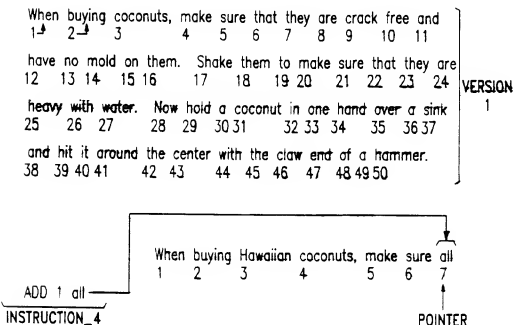 When buying coconuts, make sure that they are crack free and
1 2 3 4 5 6 7 8 9 10 11
have no mold on them. Shake them to make sure that they are
12 13 14 15 16 17 18 19 20 21 22 23 24
VERSION
1
heavy with water. Now hold a coconut in one hand over a sink
25 26 27 28 29 30 31 32 33 34 35 36 37
and hit it around the center with the claw end of a hammer.
38 39 40 41 42 43 44 45 46 47 48 49 50
When buying Hawaiian coconuts, make sure all
1 2 3 4 5 6 7
ADD 1 all
INSTRUCTION_4
POINTER